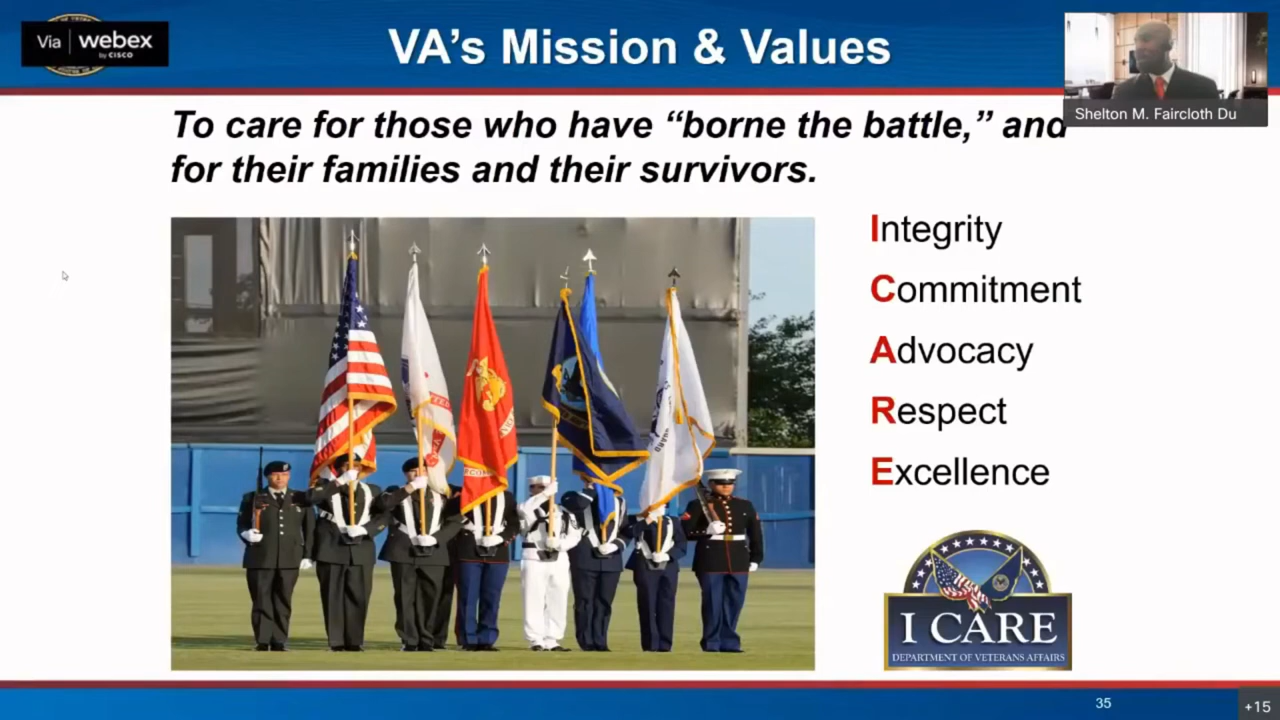 Via webex
by CISCO
VA's Mission & Values
Shelton M. Faircloth Du
To care for those who have “borne the battle,” and
for their families and their survivors.
Integrity
Commitment
Advocacy
Respect
Excellence
I CARE
DEPARTMENT OF VETERANS AFFAIRS
35
+15